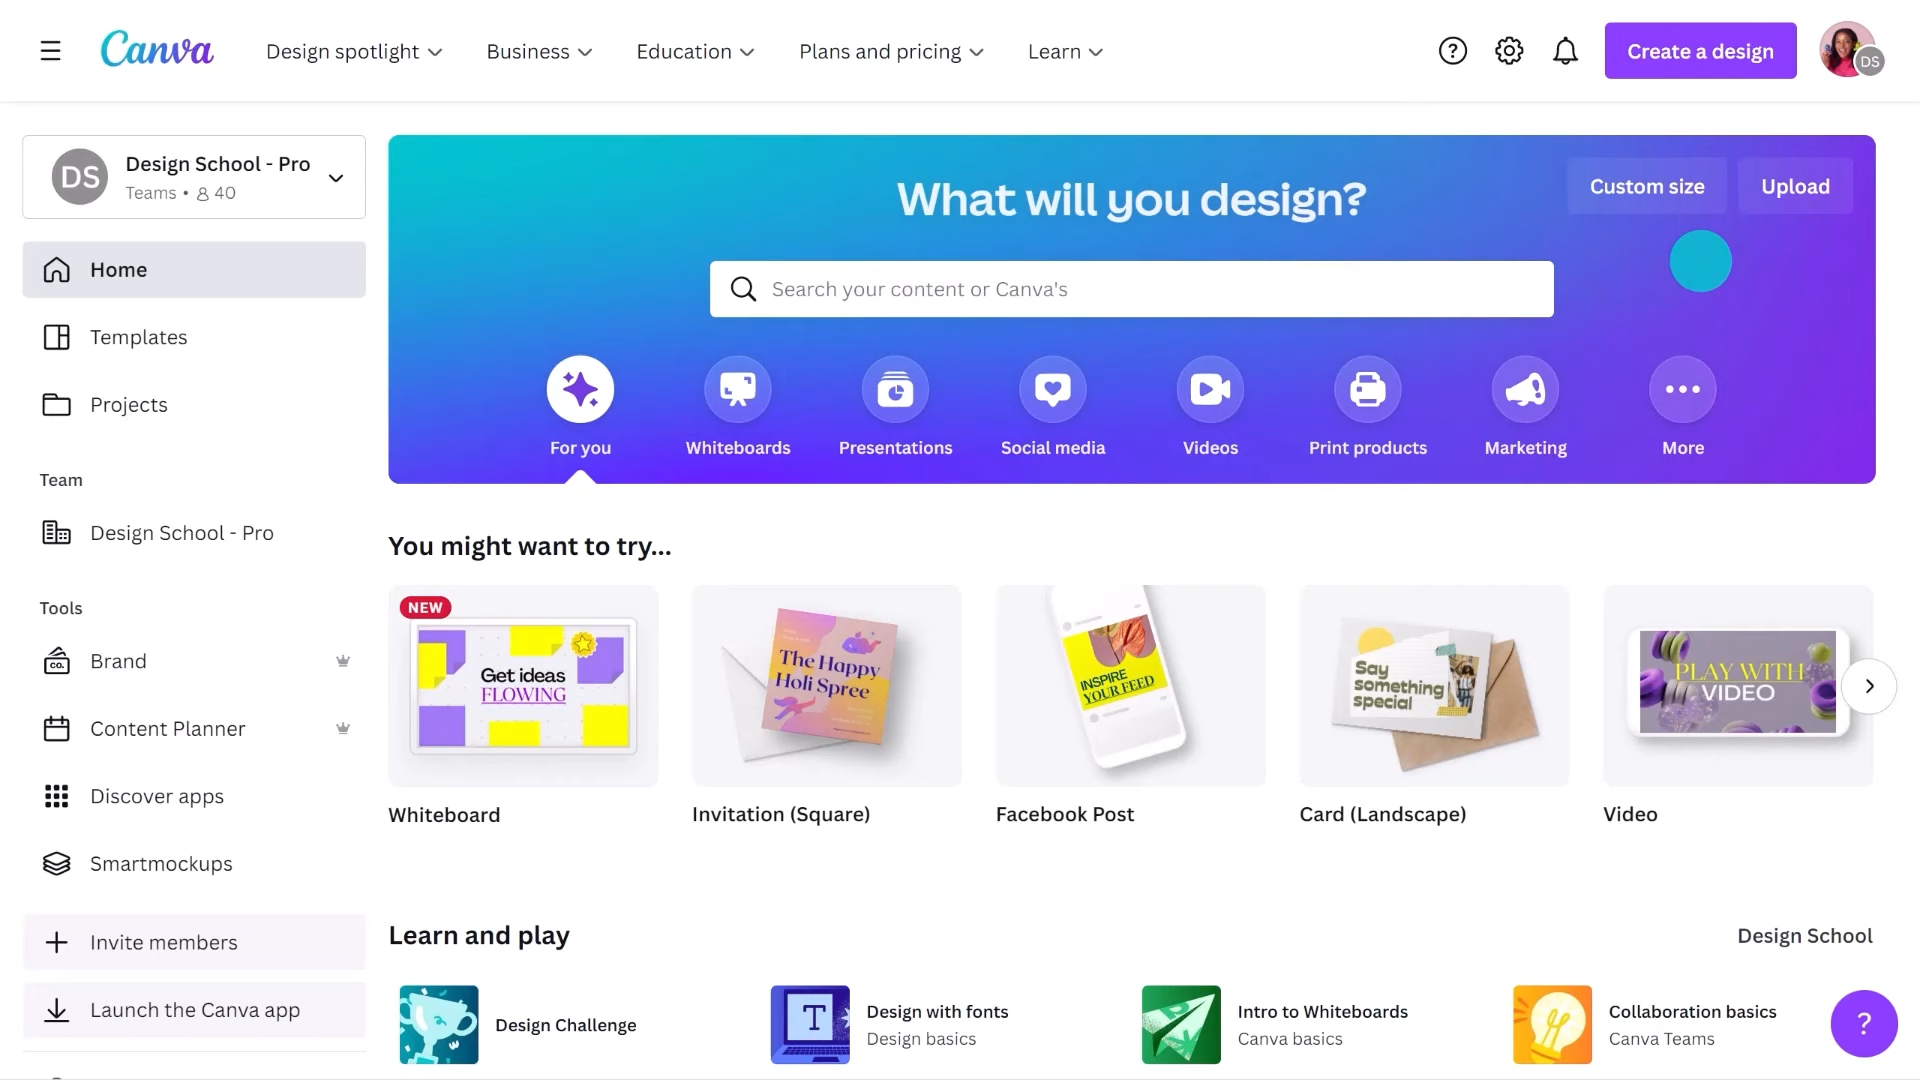 Canva
Design spotlight
Business
Education
Plans and pricing
Learn
Create a design
DS
DS
Design School - Pro
Teams • 40
Home
Templates
Projects
Team
Design School - Pro
Tools
Brand
Content Planner
Discover apps
Smartmockups
Invite members
Launch the Canva app
What will you design?
Custom size
Upload
Search your content or Canva's
For you
Whiteboards
Presentations
Social media
Videos
Print products
Marketing
More
You might want to try...
NEW
Get ideas
FLOWING
Whiteboard
The Happy
Holi Spree
Invitation (Square)
INSPIRE
YOUR FEED
Facebook Post
Say
something
special
Card (Landscape)
PLAY WITH
VIDEO
Video
Learn and play
Design School
Design Challenge
T
Design with fonts
Design basics
Intro to Whiteboards
Canva basics
Collaboration basics
Canva Teams
?